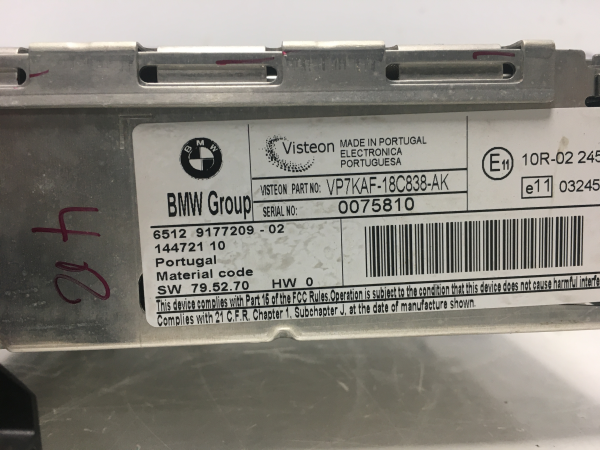 BMW
BMW Group
Visteon
MADE IN PORTUGAL
ELECTRONICA
PORTUGUESA
VISTEON PART NO: VP7KAF-18C838-AK
SERIAL NO: 0075810
E11 10R-02 245
e11 03245
6512 9177209 - 02
144721 10
Portugal
Material code
SW 79.52.70 HW 0
This device complies with Part 15 of the FCC Rules.Operation is subject to the condition that this device does not cause harmful interfe
Complies with 21 C.F.R. Chapter 1. Subchapter J, at the date of manufacture shown.